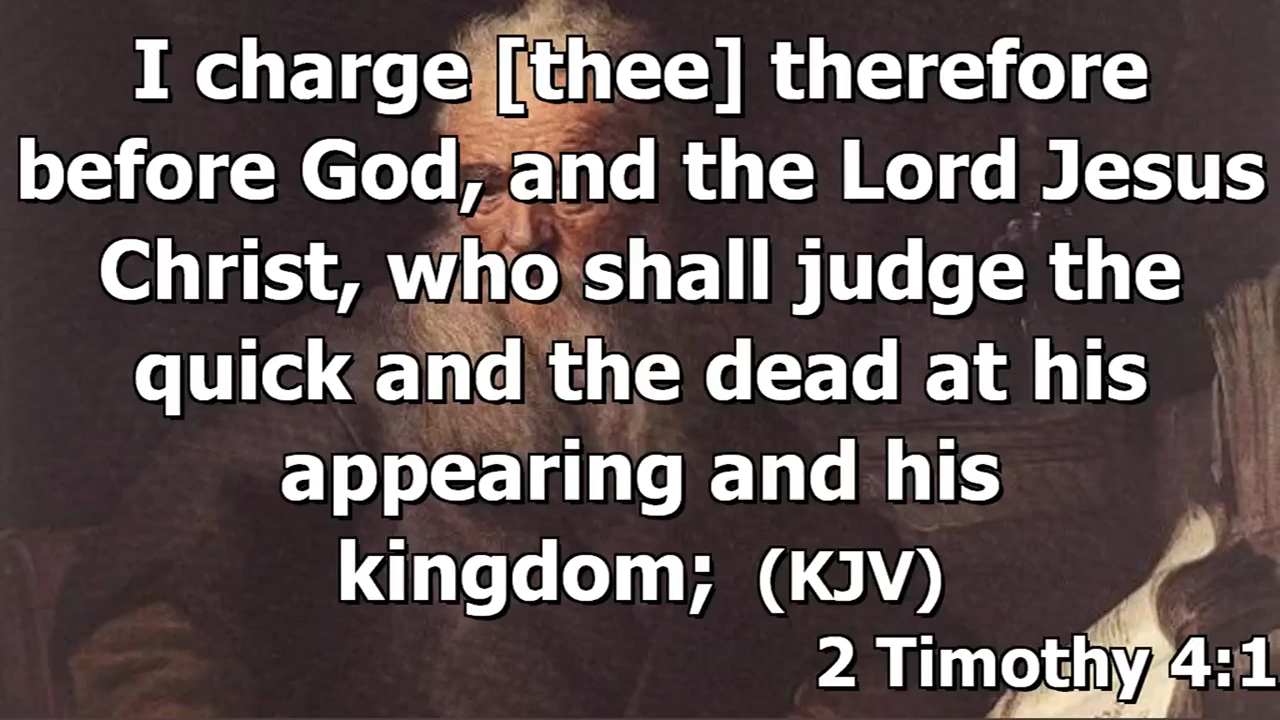 I charge [thee] therefore
before God, and the Lord Jesus
Christ, who shall judge the
quick and the dead at his
appearing and his
kingdom; (KJV)
2 Timothy 4:1